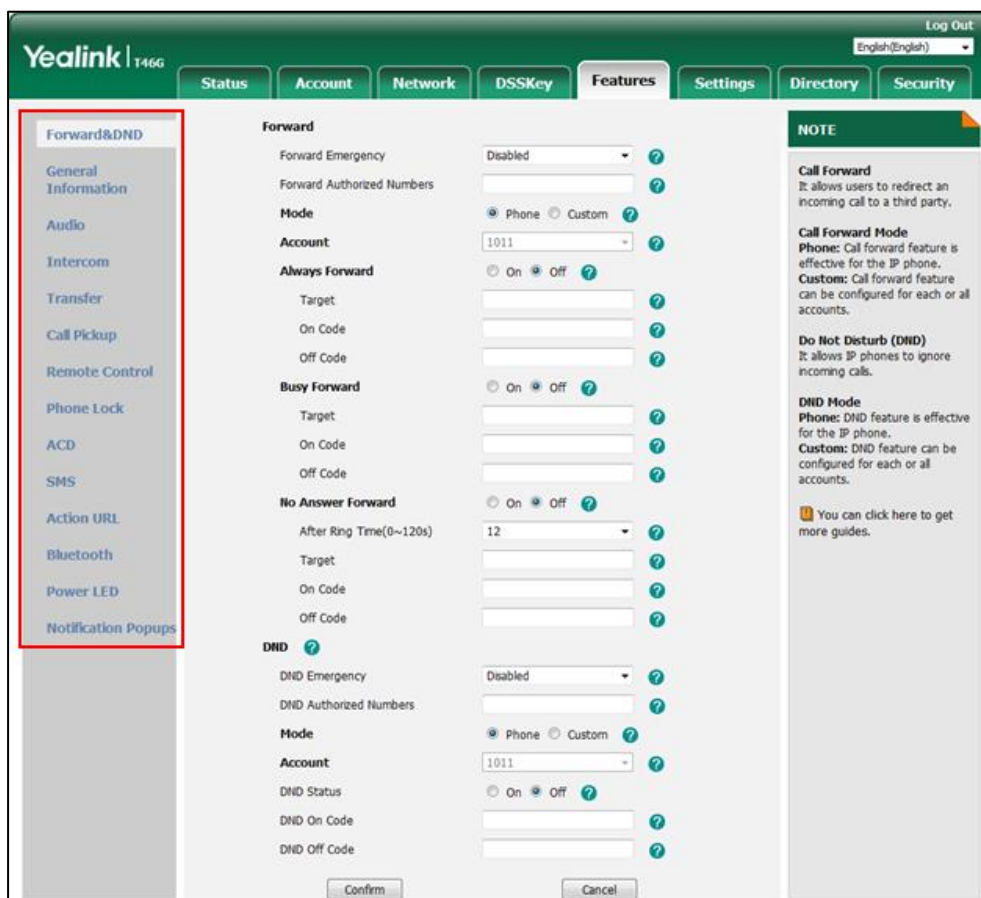 Log Out
English(English)
Yealink | T46G
Status Account Network DSSKey Features Settings Directory Security
Forward&DND
General
Information
Audio
Intercom
Transfer
Call Pickup
Remote Control
Phone Lock
ACD
SMS
Action URL
Bluetooth
Power LED
Notification Popups
Forward
Forward Emergency Disabled ?
Forward Authorized Numbers ?
Mode Phone Custom ?
Account 1011 ?
Always Forward On Off ?
Target ?
On Code ?
Off Code ?
Busy Forward On Off ?
Target ?
On Code ?
Off Code ?
No Answer Forward On Off ?
After Ring Time(0~120s) 12 ?
Target ?
On Code ?
Off Code ?
DND ?
DND Emergency Disabled ?
DND Authorized Numbers ?
Mode Phone Custom ?
Account 1011 ?
DND Status On Off ?
DND On Code ?
DND Off Code ?
Confirm Cancel
NOTE
Call Forward
It allows users to redirect an
incoming call to a third party.
Call Forward Mode
Phone: Call forward feature is
effective for the IP phone.
Custom: Call forward feature
can be configured for each or all
accounts.
Do Not Disturb (DND)
It allows IP phones to ignore
incoming calls.
DND Mode
Phone: DND feature is effective
for the IP phone.
Custom: DND feature can be
configured for each or all
accounts.
You can click here to get
more guides.